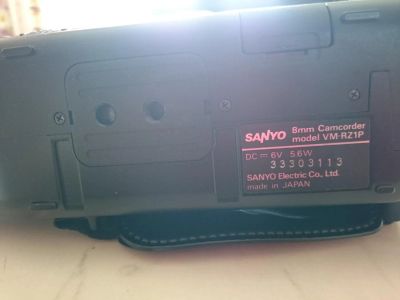 SANYO 8mm Camcorder
model VM-RZ1P
DC ⎓ 6V 5.6W
33303113
SANYO Electric Co., Ltd.
made in JAPAN